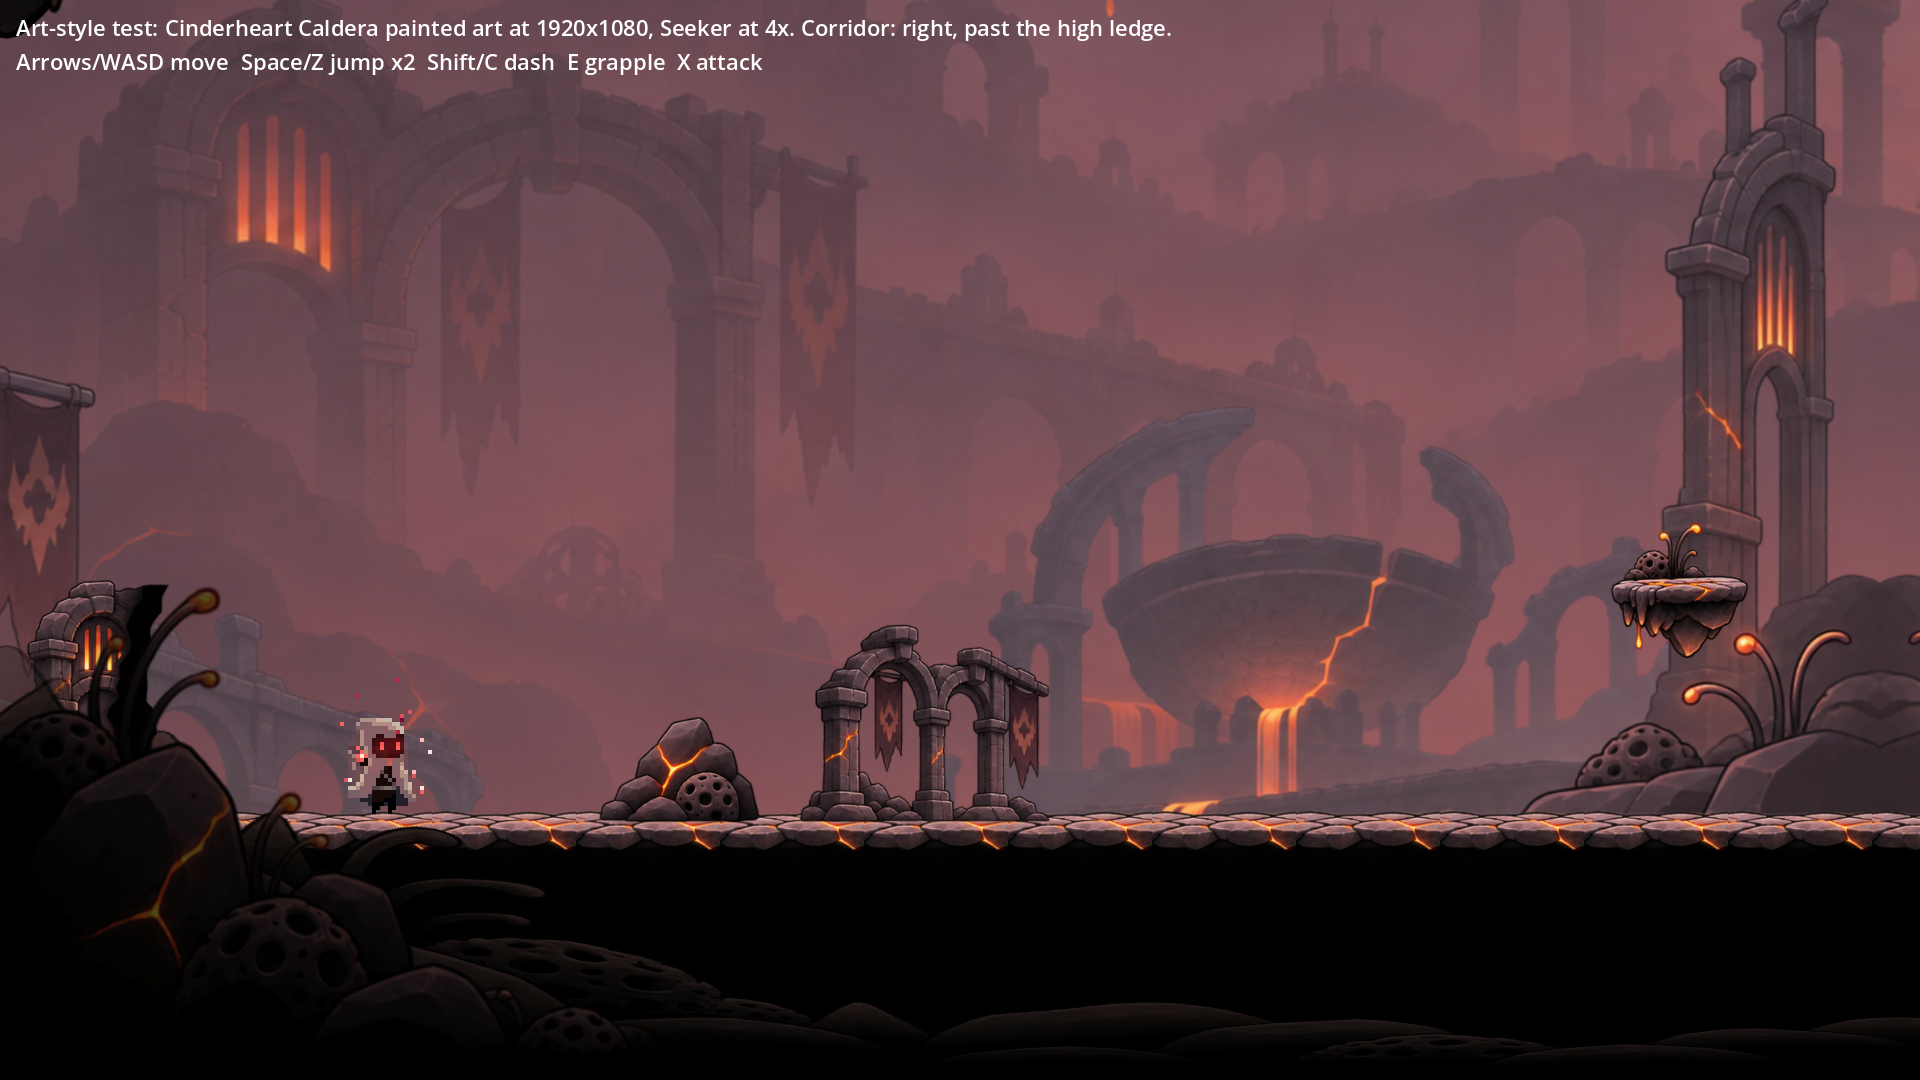 Art-style test: Cinderheart Caldera painted art at 1920x1080, Seeker at 4x. Corridor: right, past the high ledge.
Arrows/WASD move  Space/Z jump x2  Shift/C dash  E grapple  X attack